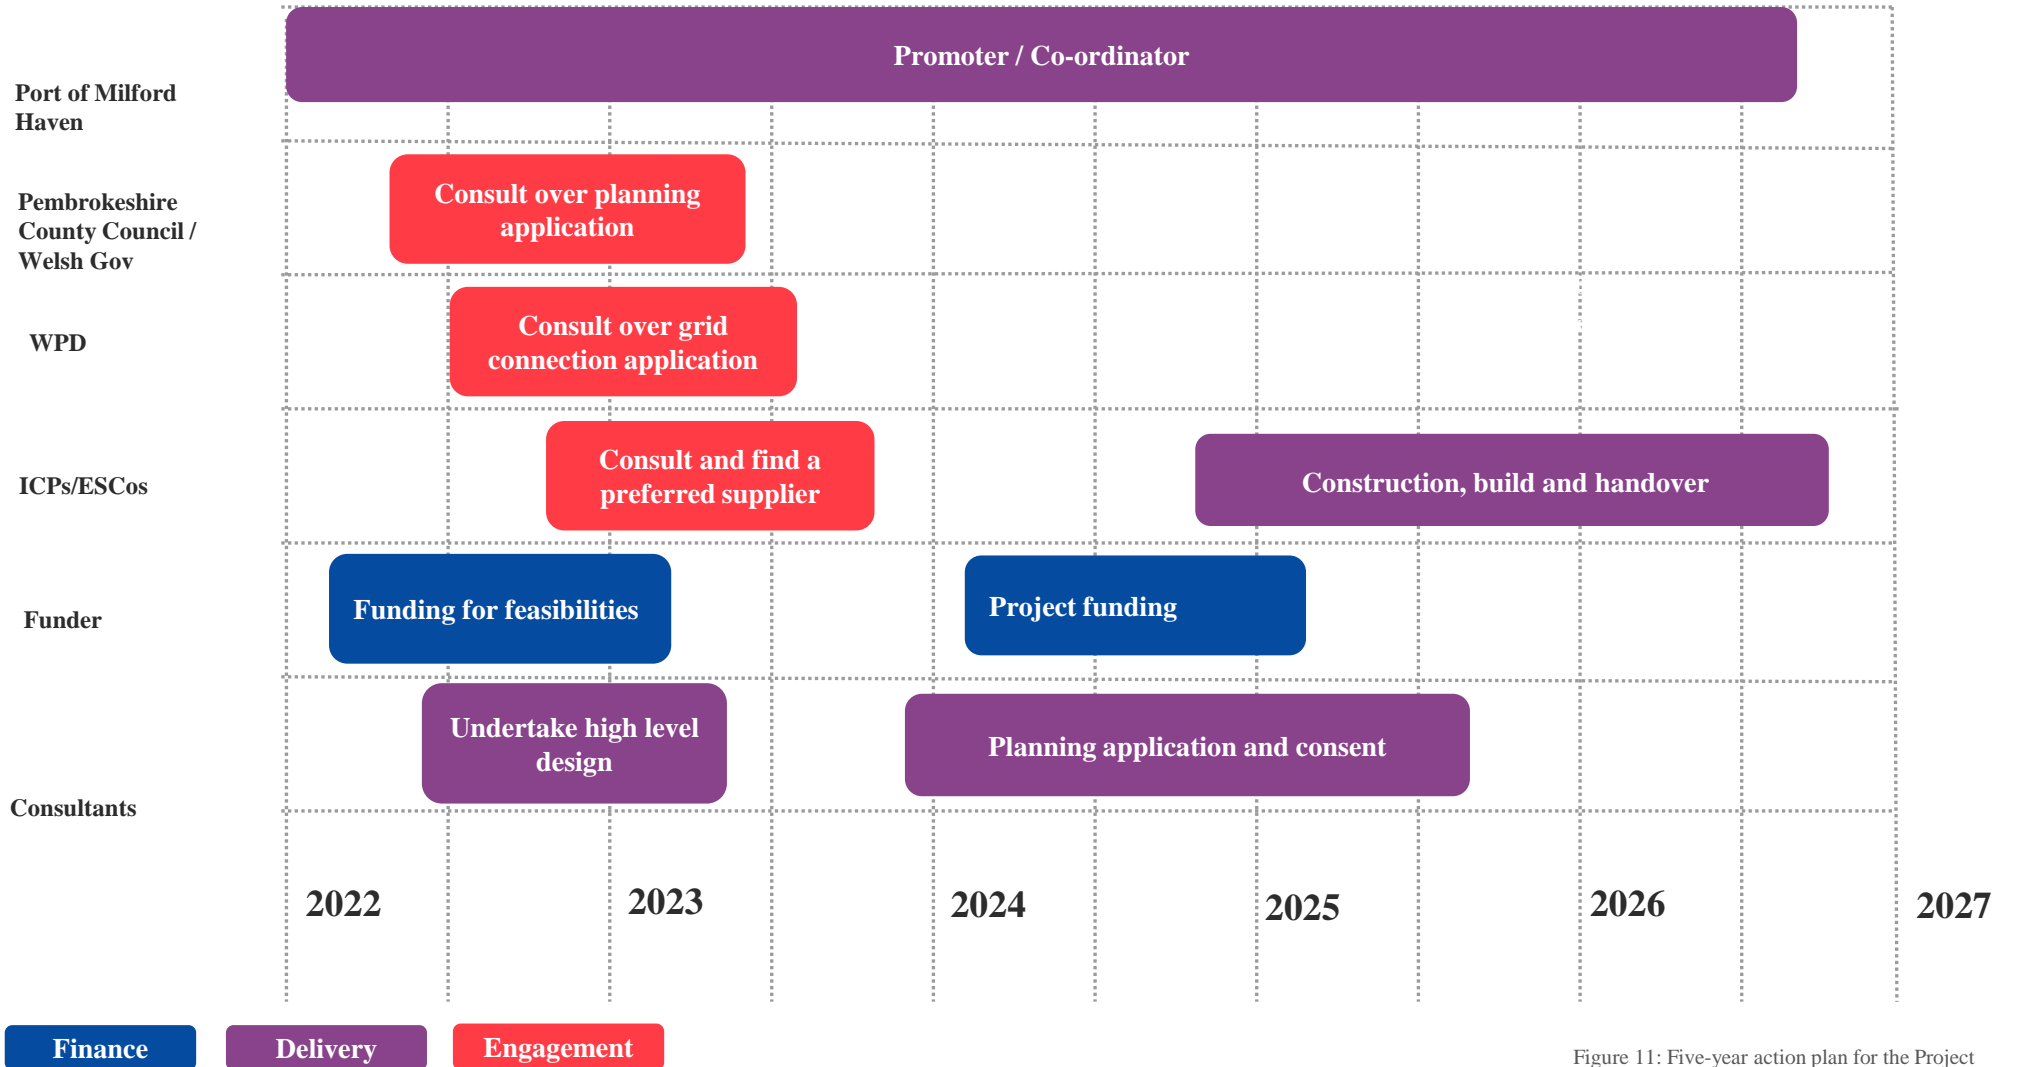 Promoter / Co-ordinator
Port of Milford
Haven
Consult over planning
application
Pembrokeshire
County Council /
Welsh Gov
Consult over grid
connection application
WPD
Consult and find a
preferred supplier
Construction, build and handover
ICPs/ESCos
Funding for feasibilities
Project funding
Funder
Undertake high level
design
Planning application and consent
Consultants
2022
2023
2024
2025
2026
2027
Finance
Delivery
Engagement
Figure 11: Five-year action plan for the Project